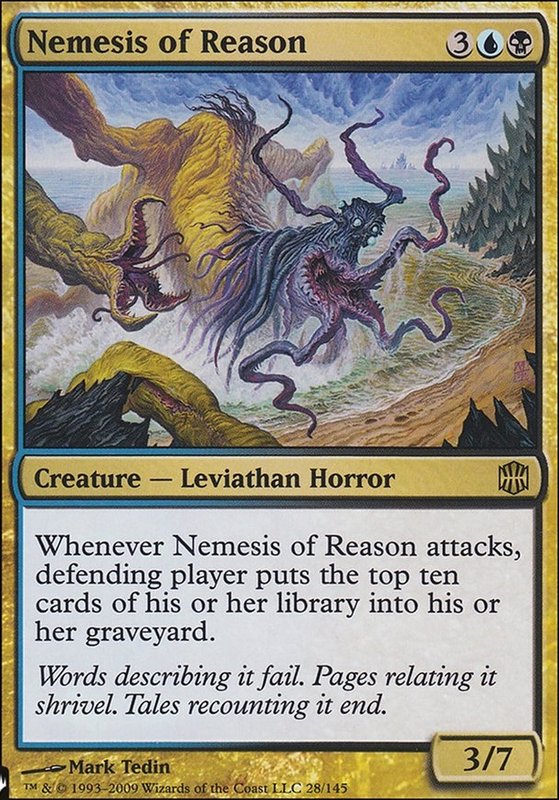 Nemesis of Reason 3
Creature — Leviathan Horror
Whenever Nemesis of Reason attacks,
defending player puts the top ten
cards of his or her library into his or
her graveyard.
Words describing it fail. Pages relating it
shrivel. Tales recounting it end.
Mark Tedin
3/7
™ & © 1993–2009 Wizards of the Coast LLC 28/145